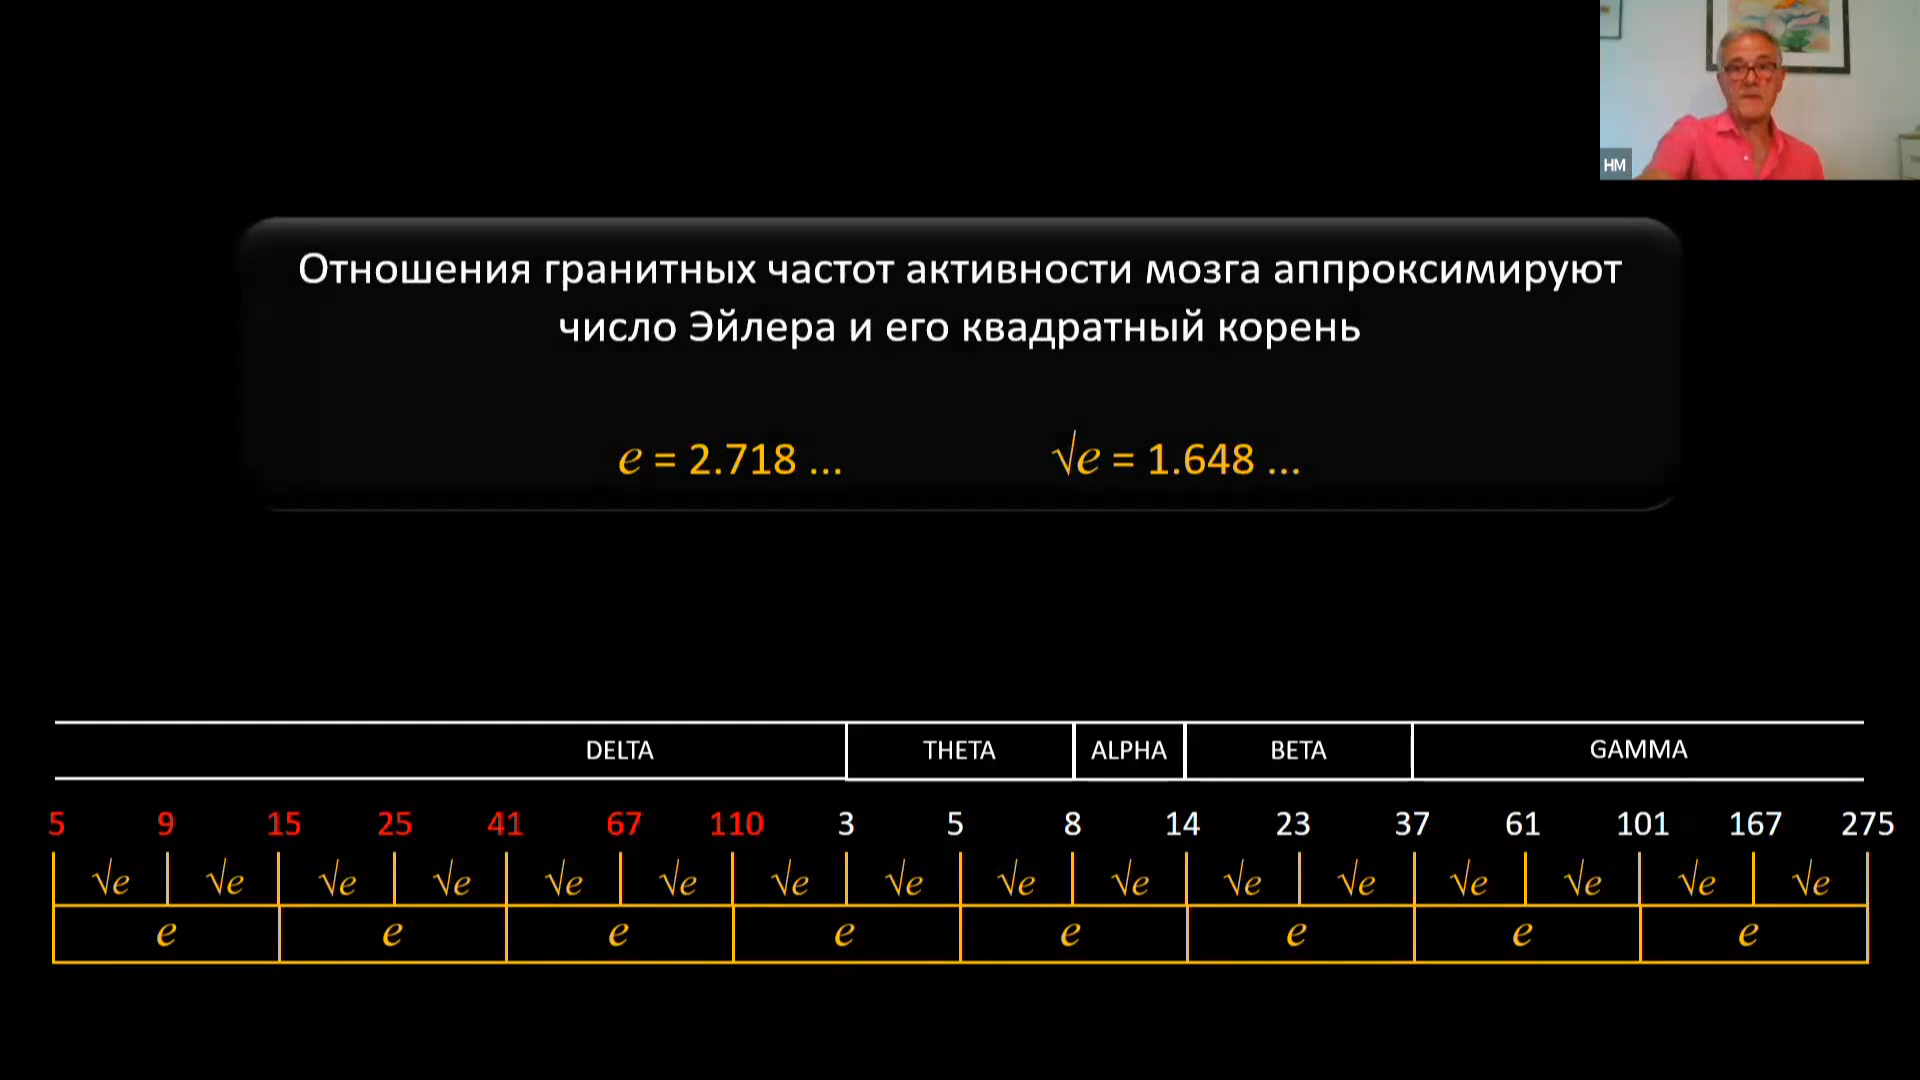 HM
Отношения гранитных частот активности мозга аппроксимируют
число Эйлера и его квадратный корень
e = 2.718 ... √e = 1.648 ...
DELTA THETA ALPHA BETA GAMMA
5 9 15 25 41 67 110 3 5 8 14 23 37 61 101 167 275
√e √e √e √e √e √e √e √e √e √e √e √e √e √e √e √e
e e e e e e e e